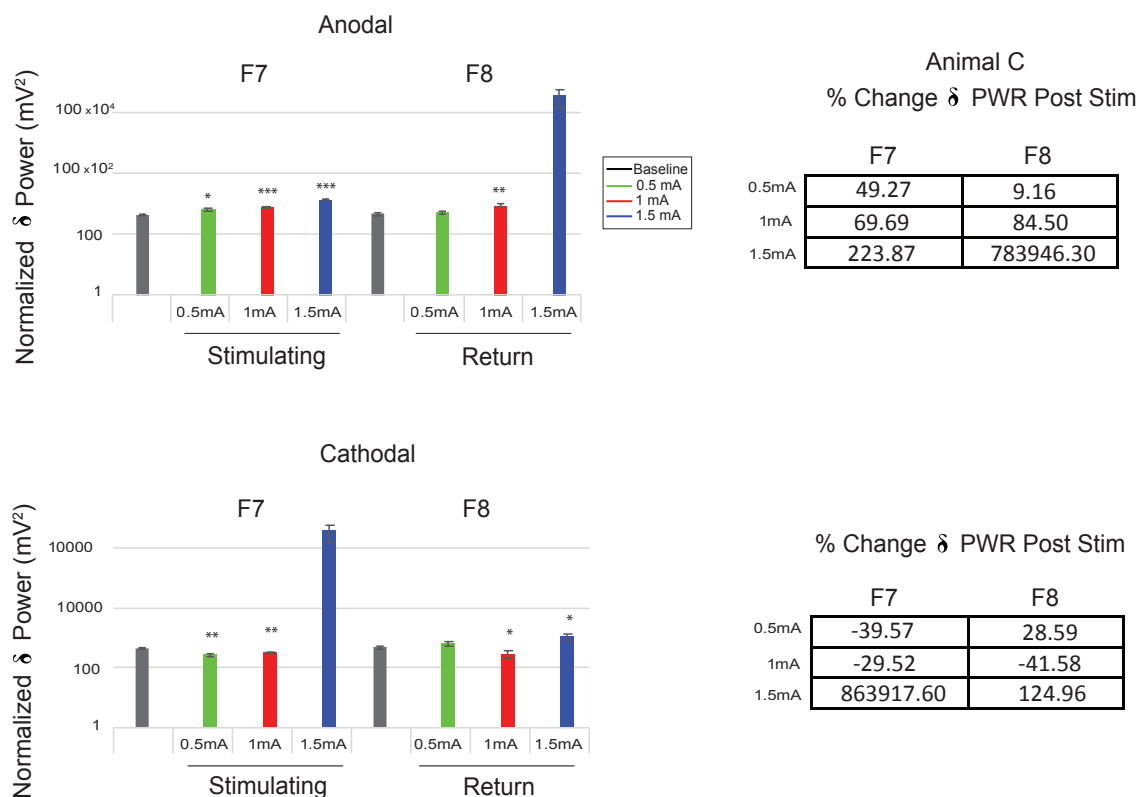 Anodal
F7 F8
Normalized δ Power (mV²)
100 x10⁴
100 x10²
100
1
* *** *** **
Baseline
0.5 mA
1 mA
1.5 mA
0.5mA 1mA 1.5mA 0.5mA 1mA 1.5mA
Stimulating Return
Animal C
% Change δ PWR Post Stim
F7 F8
0.5mA 49.27 9.16
1mA 69.69 84.50
1.5mA 223.87 783946.30
Cathodal
F7 F8
Normalized δ Power (mV²)
10000
10000
100
1
** ** * *
0.5mA 1mA 1.5mA 0.5mA 1mA 1.5mA
Stimulating Return
% Change δ PWR Post Stim
F7 F8
0.5mA -39.57 28.59
1mA -29.52 -41.58
1.5mA 863917.60 124.96